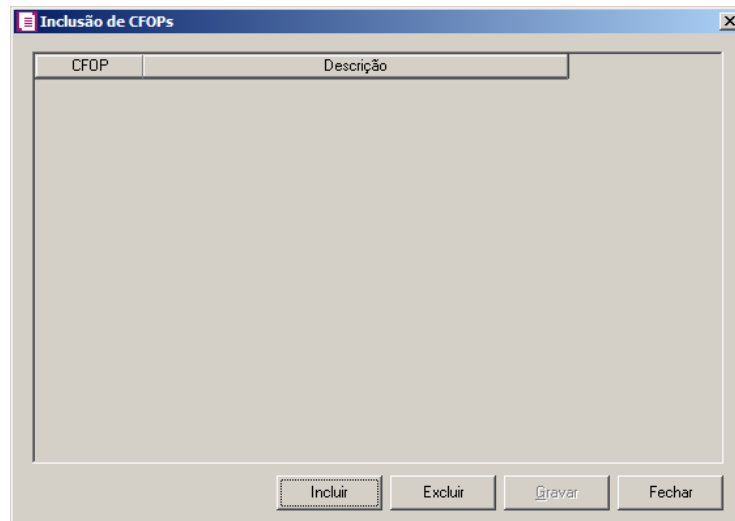 Inclusão de CFOPs
CFOP Descrição
Incluir Excluir Gravar Fechar